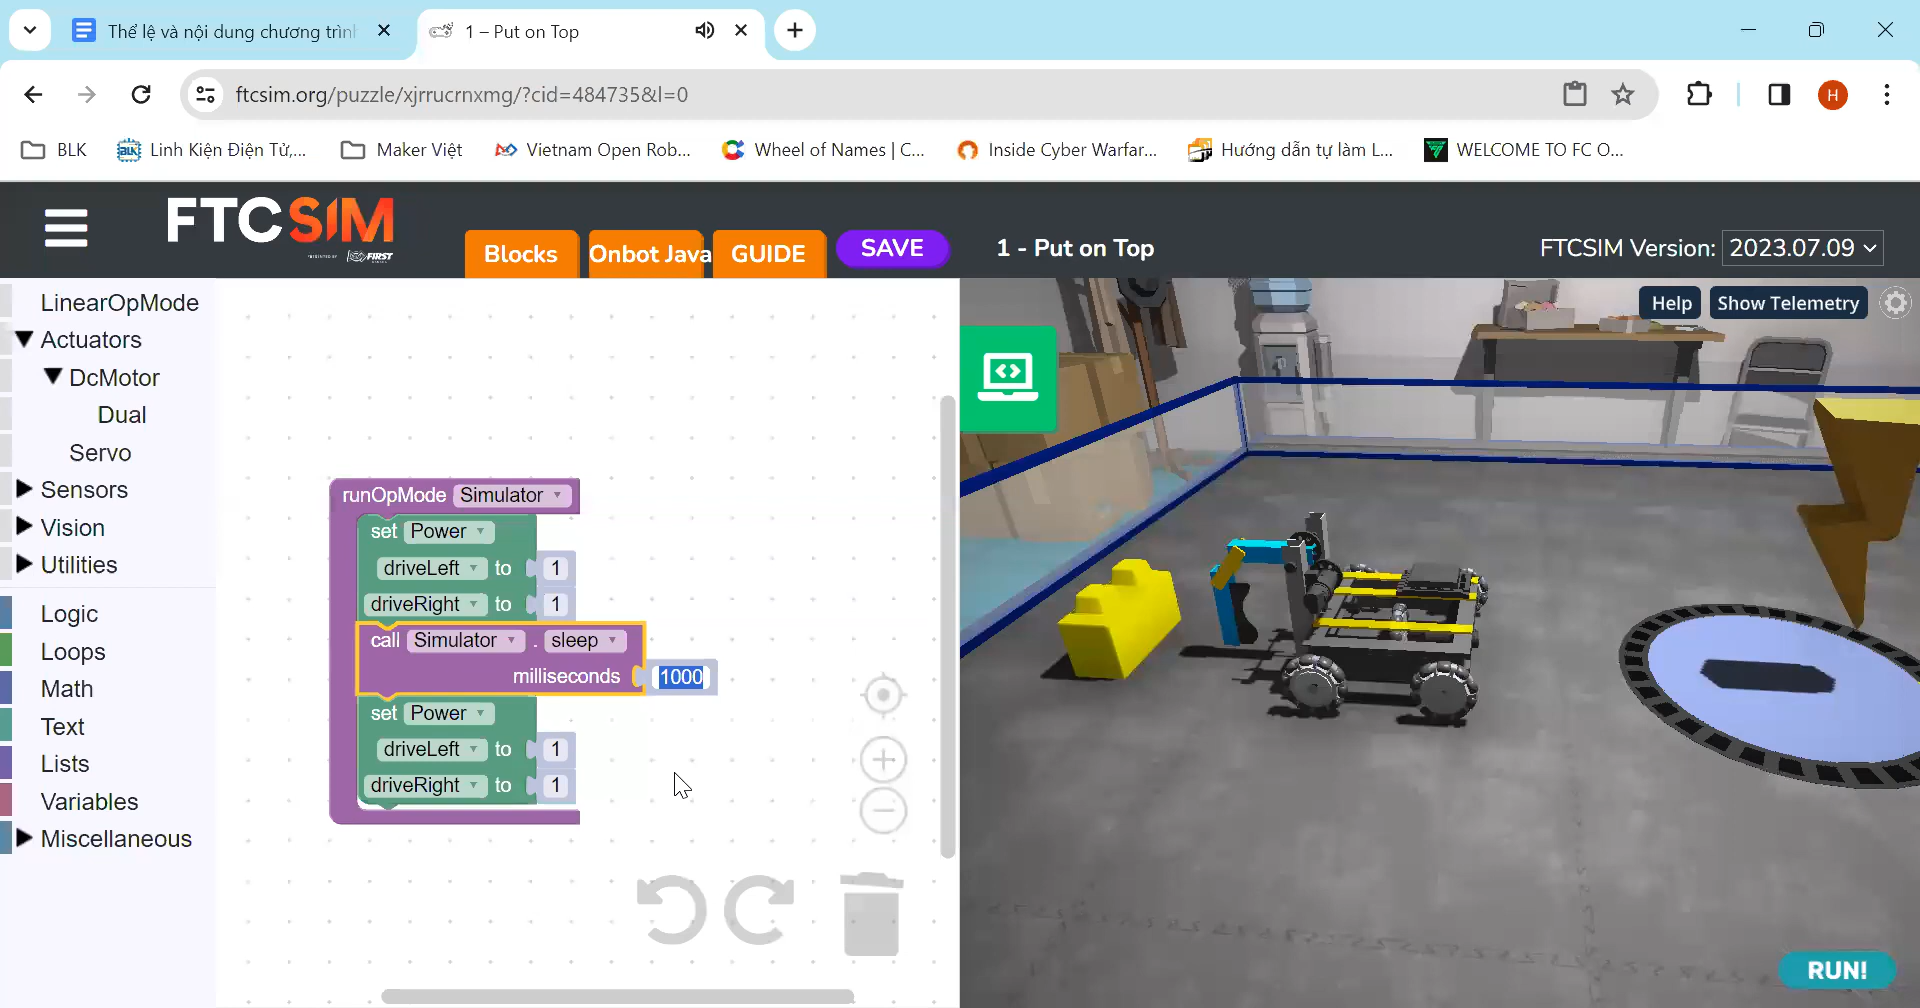 Thể lệ và nội dung chương trình
1 – Put on Top
ftcsim.org/puzzle/xjrrucrnxmg/?cid=484735&l=0
H
BLK
Linh Kiện Điện Tử,...
Maker Việt
Vietnam Open Rob...
Wheel of Names | C...
Inside Cyber Warfar...
Hướng dẫn tự làm L...
WELCOME TO FC O...
FTCSIM
FIRST
Blocks
Onbot Java
GUIDE
SAVE
1 - Put on Top
FTCSIM Version: 2023.07.09
LinearOpMode
Actuators
DcMotor
Dual
Servo
Sensors
Vision
Utilities
Logic
Loops
Math
Text
Lists
Variables
Miscellaneous
runOpMode Simulator
set Power
driveLeft to 1
driveRight to 1
call Simulator . sleep
milliseconds 1000
set Power
driveLeft to 1
driveRight to 1
Help
Show Telemetry
RUN!